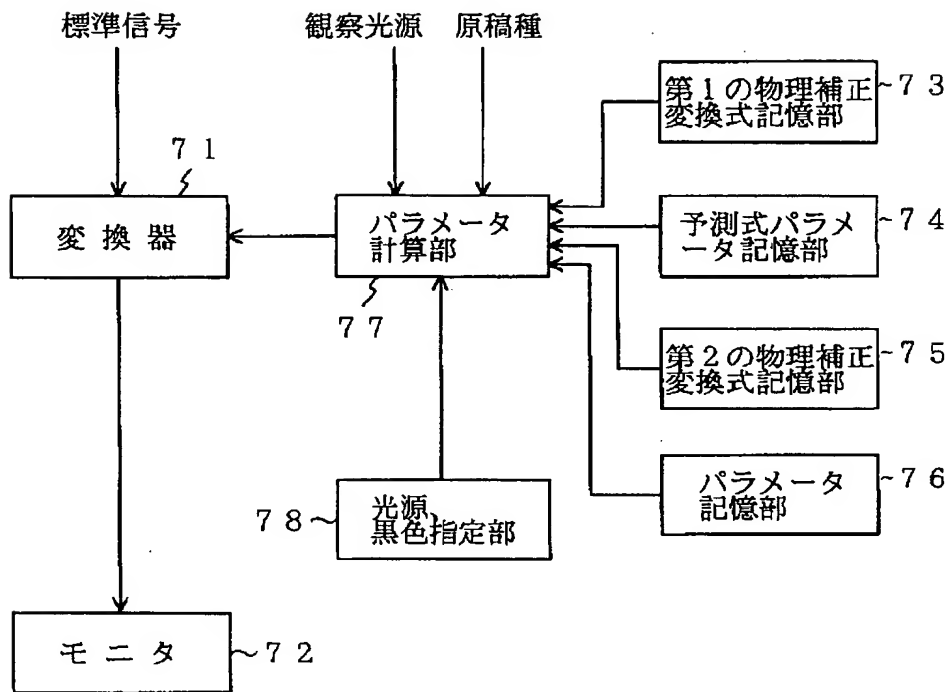 標準信号
観察光源
原稿種
第1の物理補正
変換式記憶部
73
71
変換器
パラメータ
計算部
77
予測式パラメ
ータ記憶部
74
第2の物理補正
変換式記憶部
75
パラメータ
記憶部
76
78
光源、
黒色指定部
モニタ
72